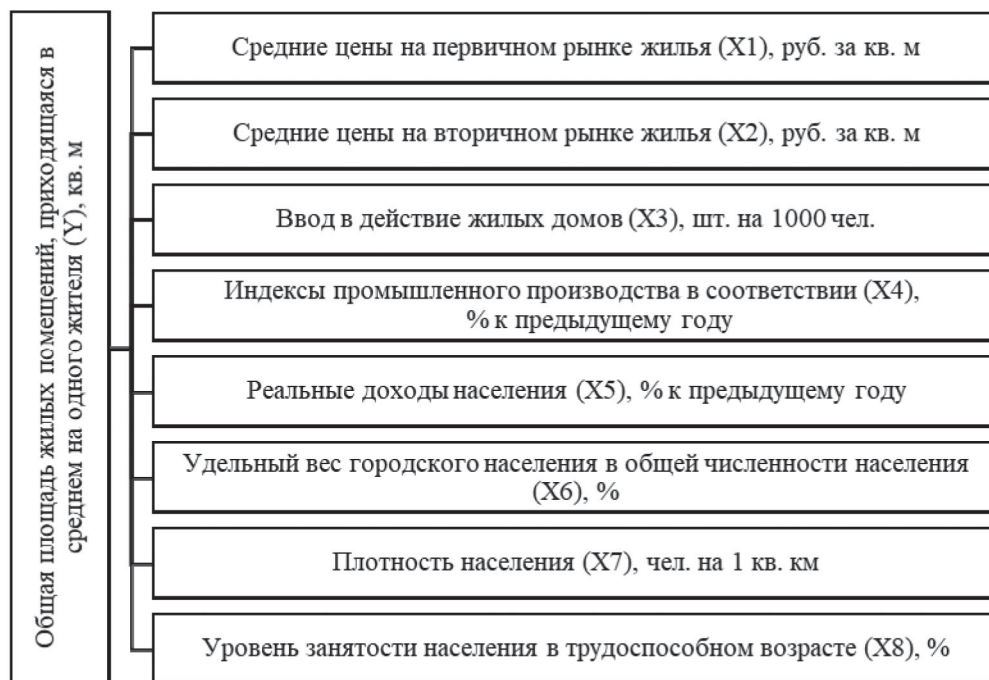 Общая площадь жилых помещений, приходящаяся в
среднем на одного жителя (Y), кв. м
Средние цены на первичном рынке жилья (X1), руб. за кв. м
Средние цены на вторичном рынке жилья (X2), руб. за кв. м
Ввод в действие жилых домов (X3), шт. на 1000 чел.
Индексы промышленного производства в соответствии (X4),
% к предыдущему году
Реальные доходы населения (X5), % к предыдущему году
Удельный вес городского населения в общей численности населения
(X6), %
Плотность населения (X7), чел. на 1 кв. км
Уровень занятости населения в трудоспособном возрасте (X8), %